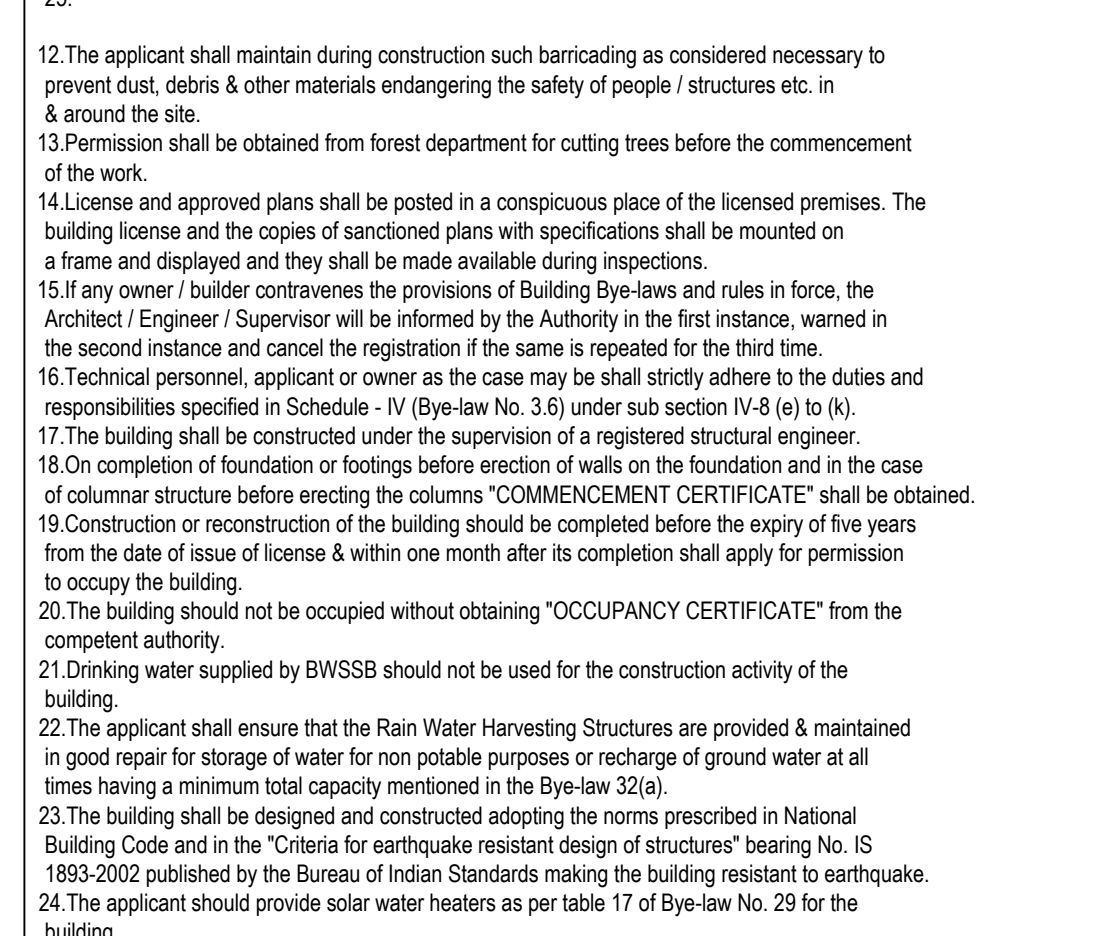 25.
12.The applicant shall maintain during construction such barricading as considered necessary to
prevent dust, debris & other materials endangering the safety of people / structures etc. in
& around the site.
13.Permission shall be obtained from forest department for cutting trees before the commencement
of the work.
14.License and approved plans shall be posted in a conspicuous place of the licensed premises. The
building license and the copies of sanctioned plans with specifications shall be mounted on
a frame and displayed and they shall be made available during inspections.
15.If any owner / builder contravenes the provisions of Building Bye-laws and rules in force, the
Architect / Engineer / Supervisor will be informed by the Authority in the first instance, warned in
the second instance and cancel the registration if the same is repeated for the third time.
16.Technical personnel, applicant or owner as the case may be shall strictly adhere to the duties and
responsibilities specified in Schedule - IV (Bye-law No. 3.6) under sub section IV-8 (e) to (k).
17.The building shall be constructed under the supervision of a registered structural engineer.
18.On completion of foundation or footings before erection of walls on the foundation and in the case
of columnar structure before erecting the columns "COMMENCEMENT CERTIFICATE" shall be obtained.
19.Construction or reconstruction of the building should be completed before the expiry of five years
from the date of issue of license & within one month after its completion shall apply for permission
to occupy the building.
20.The building should not be occupied without obtaining "OCCUPANCY CERTIFICATE" from the
competent authority.
21.Drinking water supplied by BWSSB should not be used for the construction activity of the
building.
22.The applicant shall ensure that the Rain Water Harvesting Structures are provided & maintained
in good repair for storage of water for non potable purposes or recharge of ground water at all
times having a minimum total capacity mentioned in the Bye-law 32(a).
23.The building shall be designed and constructed adopting the norms prescribed in National
Building Code and in the "Criteria for earthquake resistant design of structures" bearing No. IS
1893-2002 published by the Bureau of Indian Standards making the building resistant to earthquake.
24.The applicant should provide solar water heaters as per table 17 of Bye-law No. 29 for the
building.